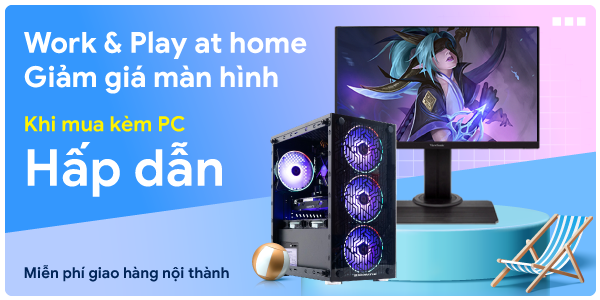 Work & Play at home
Giảm giá màn hình
Khi mua kèm PC
Hấp dẫn
Miễn phí giao hàng nội thành